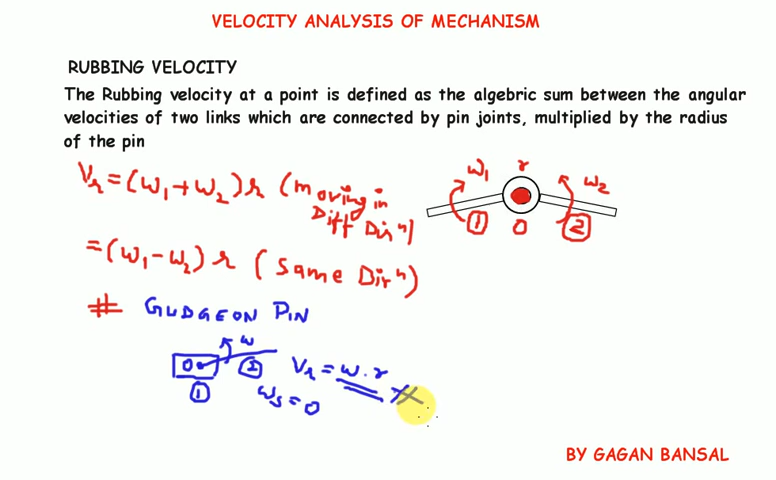 VELOCITY ANALYSIS OF MECHANISM
RUBBING VELOCITY
The Rubbing velocity at a point is defined as the algebric sum between the angular
velocities of two links which are connected by pin joints, multiplied by the radius
of the pin
Vr = (ω1 + ω2) r (moving in
Diff Dirⁿ)
ω1 r ω2
1 O 2
= (ω1 - ω2) r (Same Dirⁿ)
# GUDGEON PIN
ω
2 Vr = ω.r
1 ωs = 0
BY GAGAN BANSAL